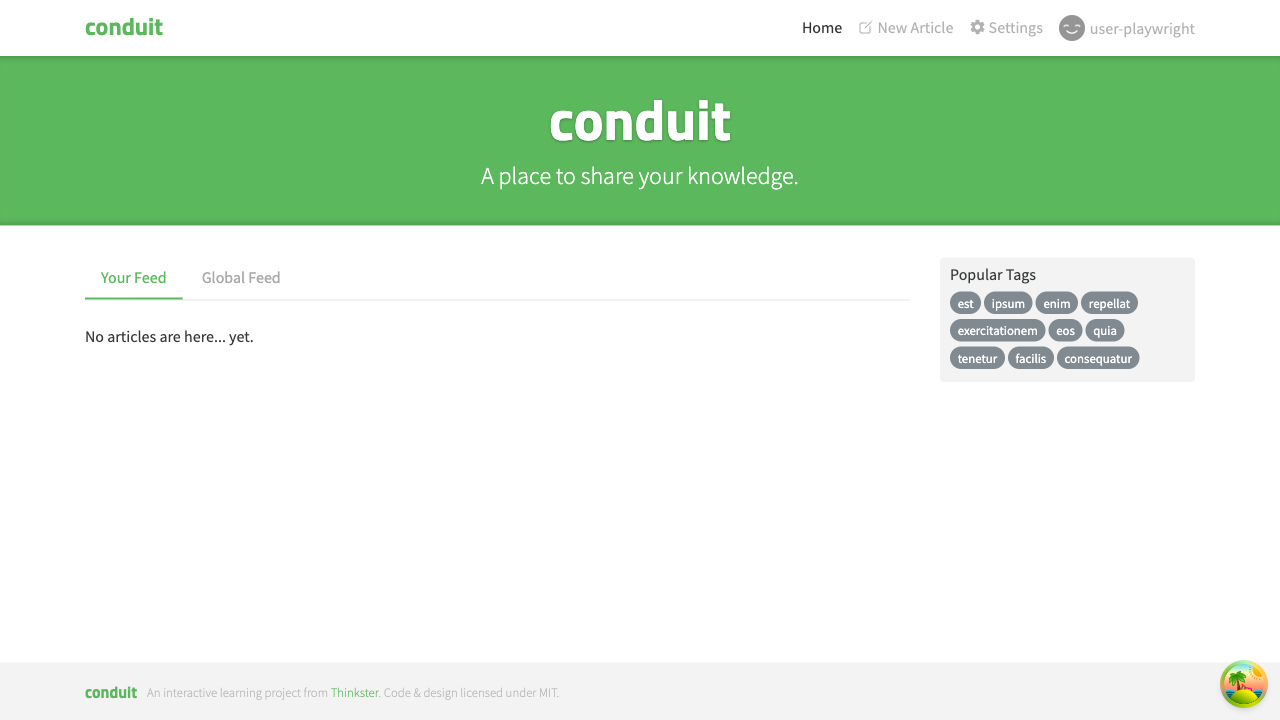 conduit
Home New Article Settings user-playwright
conduit
A place to share your knowledge.
Your Feed Global Feed
No articles are here... yet.
Popular Tags
est ipsum enim repellat
exercitationem eos quia
tenetur facilis consequatur
conduit An interactive learning project from Thinkster. Code & design licensed under MIT.